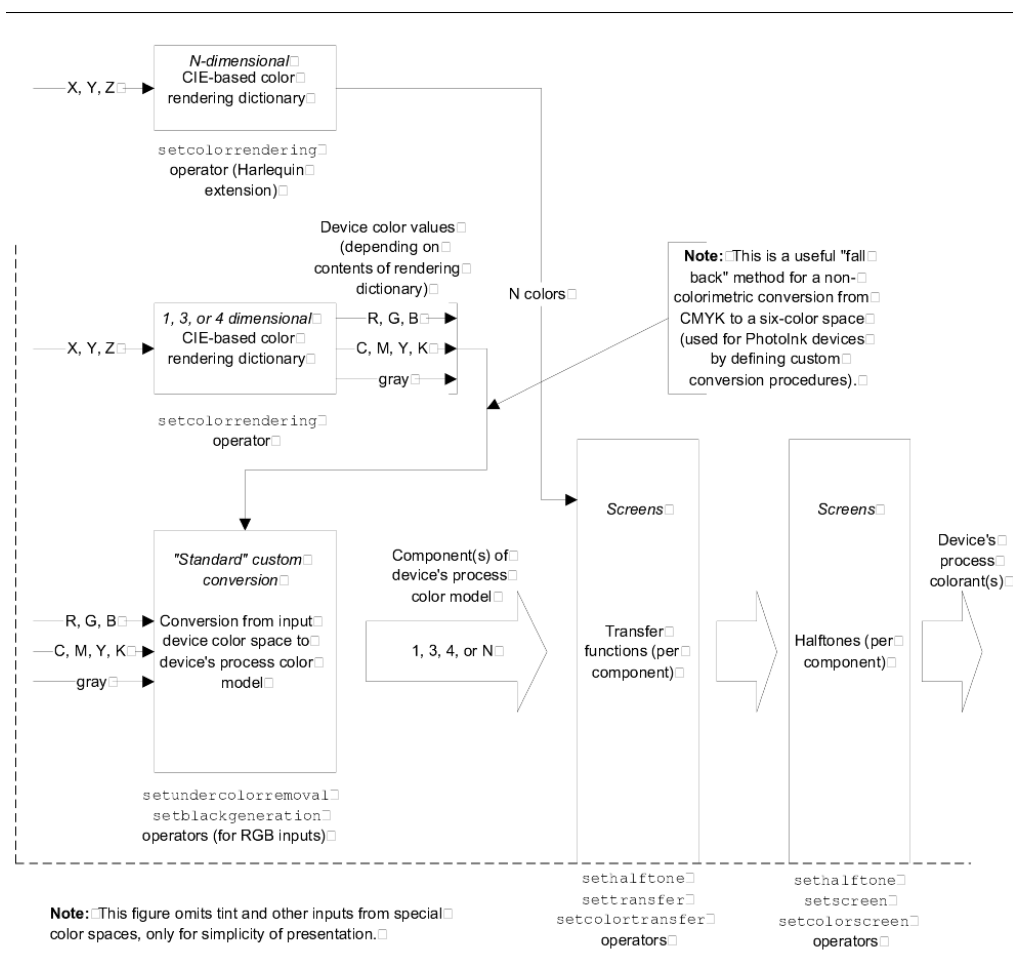 N-dimensional
CIE-based color
rendering dictionary
X, Y, Z
setcolorrendering
operator (Harlequin
extension)
Device color values
(depending on
contents of rendering
dictionary)
Note: This is a useful "fall
back" method for a non-
colorimetric conversion from
CMYK to a six-color space
(used for PhotoInk devices
by defining custom
conversion procedures).
N colors
1, 3, or 4 dimensional
CIE-based color
rendering dictionary
X, Y, Z
R, G, B
C, M, Y, K
gray
setcolorrendering
operator
"Standard" custom
conversion
Conversion from input
device color space to
device's process color
model
R, G, B
C, M, Y, K
gray
Component(s) of
device's process
color model
1, 3, 4, or N
Screens
Transfer
functions (per
component)
Screens
Halftones (per
component)
Device's
process
colorant(s)
setundercolorremoval
setblackgeneration
operators (for RGB inputs)
sethalftone
settransfer
setcolortransfer
operators
sethalftone
setscreen
setcolorscreen
operators
Note: This figure omits tint and other inputs from special
color spaces, only for simplicity of presentation.